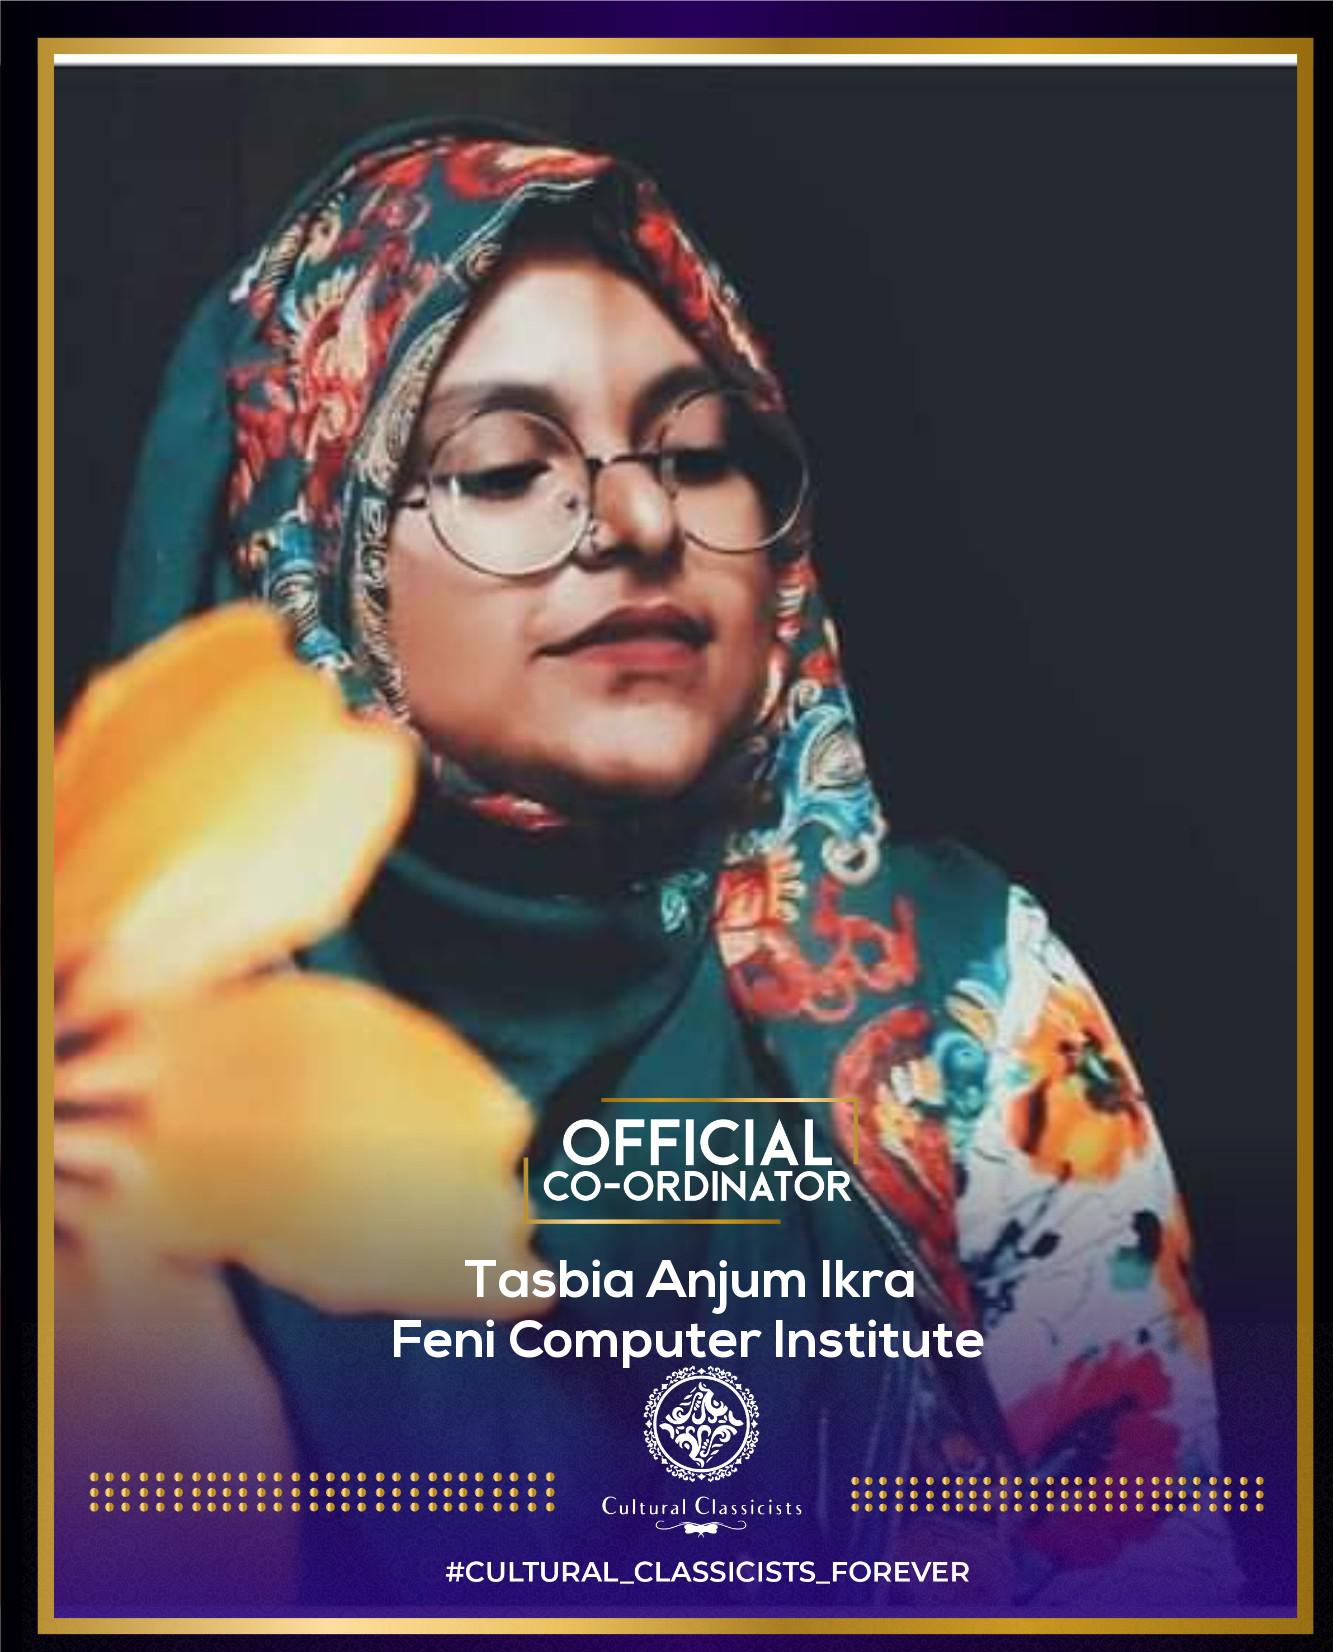 OFFICIAL
CO-ORDINATOR
Tasbia Anjum Ikra
Feni Computer Institute
Cultural Classicists
#CULTURAL_CLASSICISTS_FOREVER